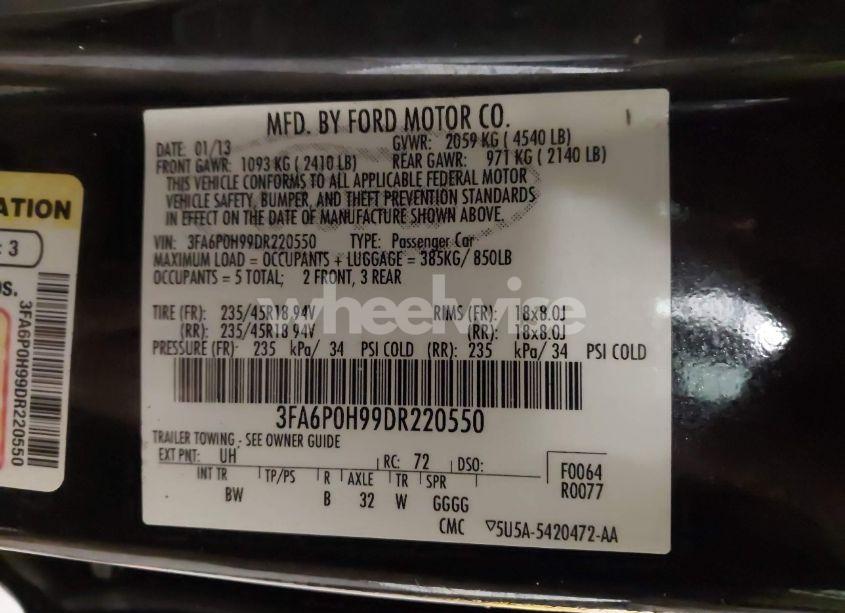 MFD. BY FORD MOTOR CO.
DATE: 01/13
GVWR: 2059 KG ( 4540 LB)
FRONT GAWR: 1093 KG ( 2410 LB)
REAR GAWR: 971 KG ( 2140 LB)
THIS VEHICLE CONFORMS TO ALL APPLICABLE FEDERAL MOTOR
VEHICLE SAFETY, BUMPER, AND THEFT PREVENTION STANDARDS
IN EFFECT ON THE DATE OF MANUFACTURE SHOWN ABOVE.
VIN: 3FA6P0H99DR220550 TYPE: Passenger Car
MAXIMUM LOAD = OCCUPANTS + LUGGAGE = 385KG/ 850LB
OCCUPANTS = 5 TOTAL; 2 FRONT, 3 REAR
TIRE (FR): 235/45R18 94V RIMS (FR): 18x8.0J
(RR): 235/45R18 94V (RR): 18x8.0J
PRESSURE (FR): 235 kPa/ 34 PSI COLD (RR): 235 kPa/ 34 PSI COLD
3FA6P0H99DR220550
TRAILER TOWING - SEE OWNER GUIDE
EXT PNT: UH RC: 72 DSO:
F0064
R0077
INT TR TP/PS R AXLE TR SPR
BW B 32 W GGGG
CMC ▽5U5A-5420472-AA
ATION
: 3
os.
3FA6P0H99DR220550
wheelwise